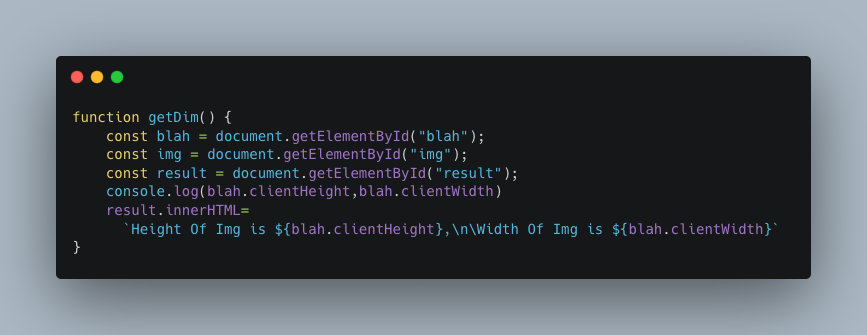 function getDim() {
    const blah = document.getElementById("blah");
    const img = document.getElementById("img");
    const result = document.getElementById("result");
    console.log(blah.clientHeight,blah.clientWidth)
    result.innerHTML=
      `Height Of Img is ${blah.clientHeight},\n\Width Of Img is ${blah.clientWidth}`
}